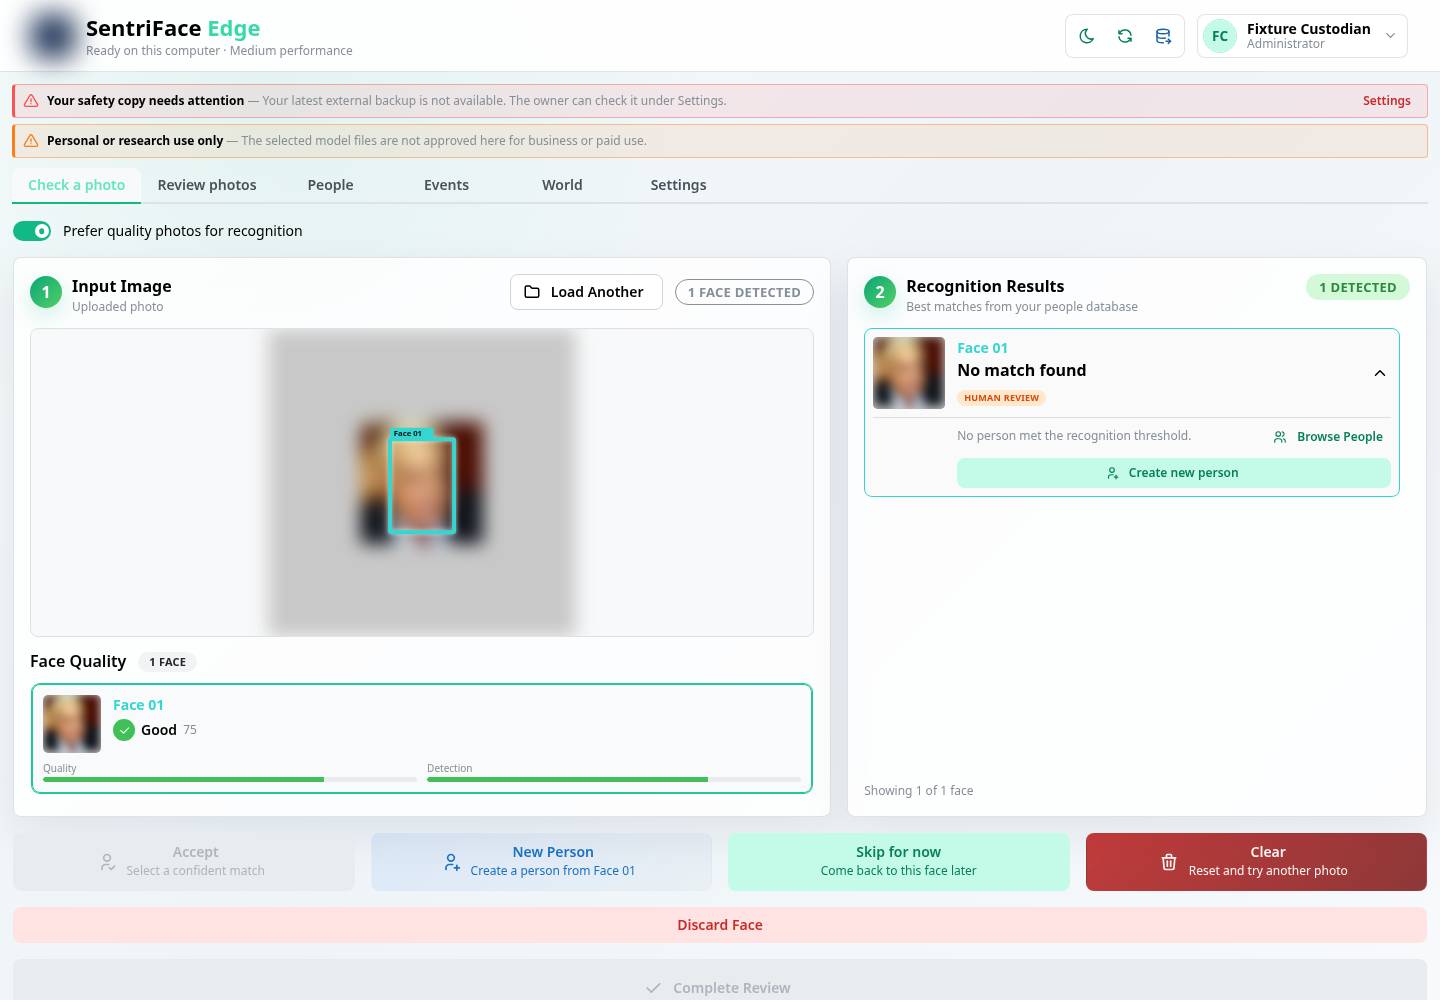 SentriFace Edge
Ready on this computer · Medium performance
FC
Fixture Custodian
Administrator
Your safety copy needs attention — Your latest external backup is not available. The owner can check it under Settings.
Settings
Personal or research use only — The selected model files are not approved here for business or paid use.
Check a photo
Review photos
People
Events
World
Settings
Prefer quality photos for recognition
1
Input Image
Uploaded photo
Load Another
1 FACE DETECTED
Face 01
Face Quality
1 FACE
Face 01
Good 75
Quality
Detection
2
Recognition Results
Best matches from your people database
1 DETECTED
Face 01
No match found
HUMAN REVIEW
No person met the recognition threshold.
Browse People
Create new person
Showing 1 of 1 face
Accept
Select a confident match
New Person
Create a person from Face 01
Skip for now
Come back to this face later
Clear
Reset and try another photo
Discard Face
Complete Review